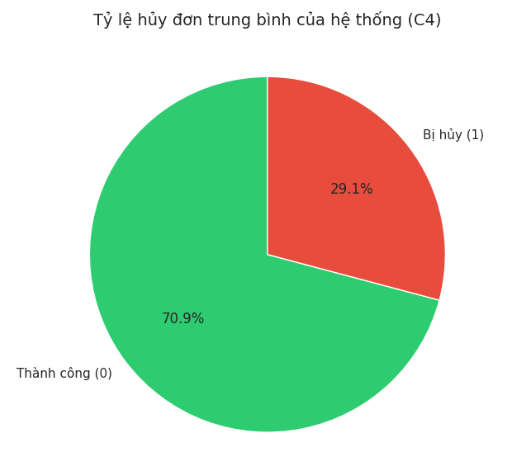 Tỷ lệ hủy đơn trung bình của hệ thống (C4)
Bị hủy (1)
29.1%
70.9%
Thành công (0)